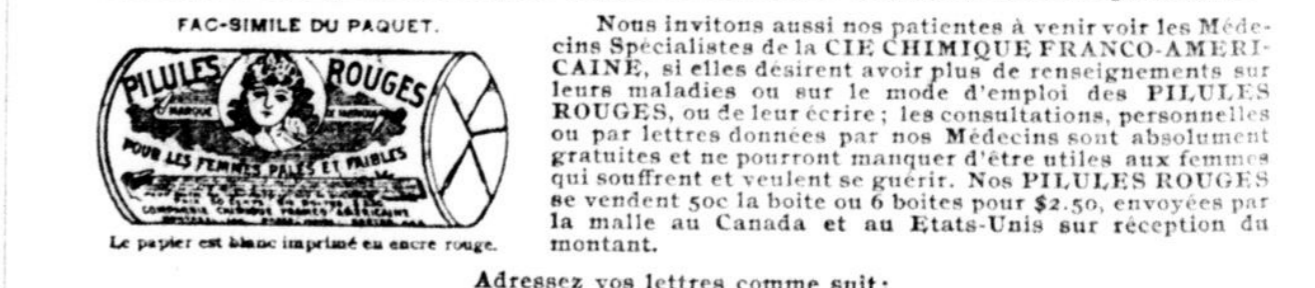 FAC-SIMILE DU PAQUET.
PILULES ROUGES
MARQUE DE
POUR LES FEMMES PALES ET FAIBLES
COMPAGNIE CHIMIQUE FRANCO AMERICAINE
Le papier est blanc imprimé en encre rouge.
Nous invitons aussi nos patientes à venir voir les Méde-
cins Spécialistes de la CIE CHIMIQUE FRANCO-AMERI-
CAINE, si elles désirent avoir plus de renseignements sur
leurs maladies ou sur le mode d'emploi des PILULES
ROUGES, ou de leur écrire; les consultations, personnelles
ou par lettres données par nos Médecins sont absolument
gratuites et ne pourront manquer d'être utiles aux femmes
qui souffrent et veulent se guérir. Nos PILULES ROUGES
se vendent 50c la boite ou 6 boites pour $2.50, envoyées par
la malle au Canada et au Etats-Unis sur réception du
montant.
Adressez vos lettres comme suit: